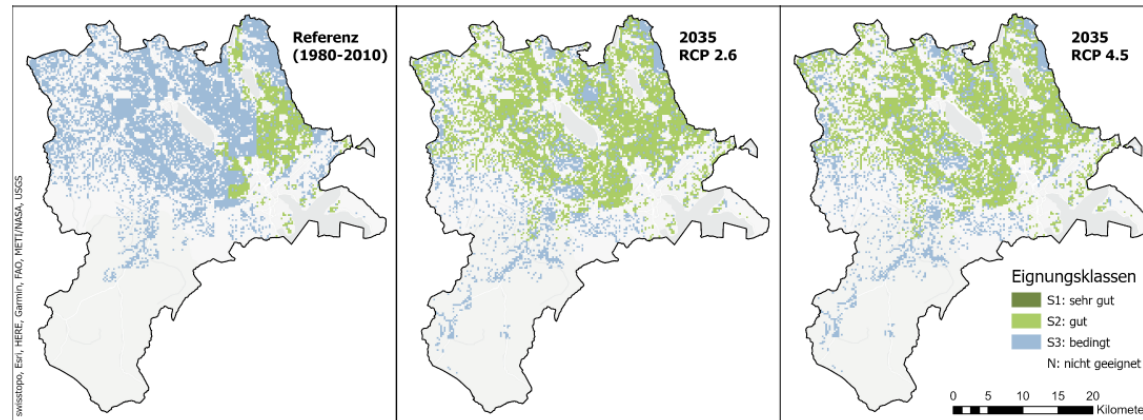 Referenz
(1980-2010)
2035
RCP 2.6
2035
RCP 4.5
swisstopo, Esri, HERE, Garmin, FAO, METI/NASA, USGS
Eignungsklassen
S1: sehr gut
S2: gut
S3: bedingt
N: nicht geeignet
0 5 10 20
Kilomete